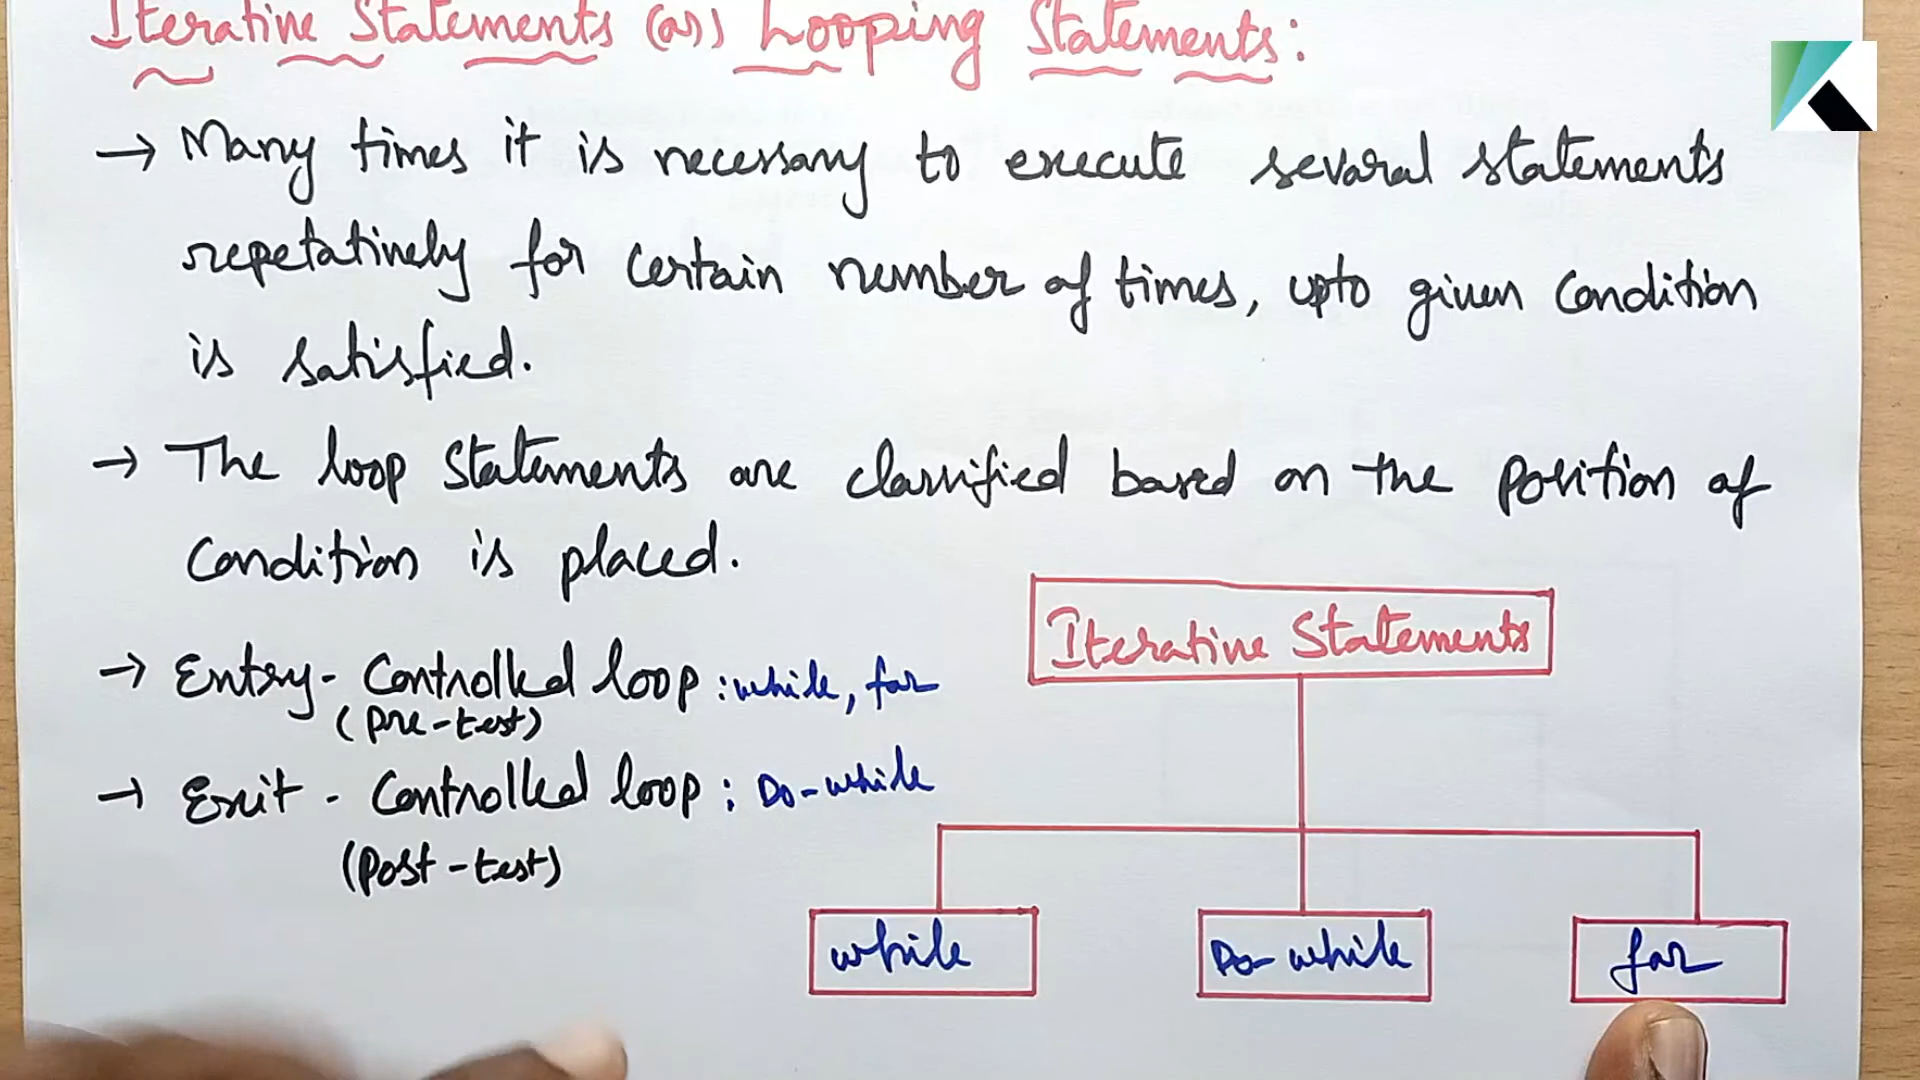 Iterative Statements (or) Looping Statements:
→ Many times it is necessary to execute several statements
repetatively for certain number of times, upto given condition
is satisfied.
→ The loop statements are classified based on the position of
condition is placed.
→ Entry-Controlled loop: while, for
(pre-test)
→ Exit-Controlled loop: Do-while
(post-test)
Iterative Statements
while
Do-while
for